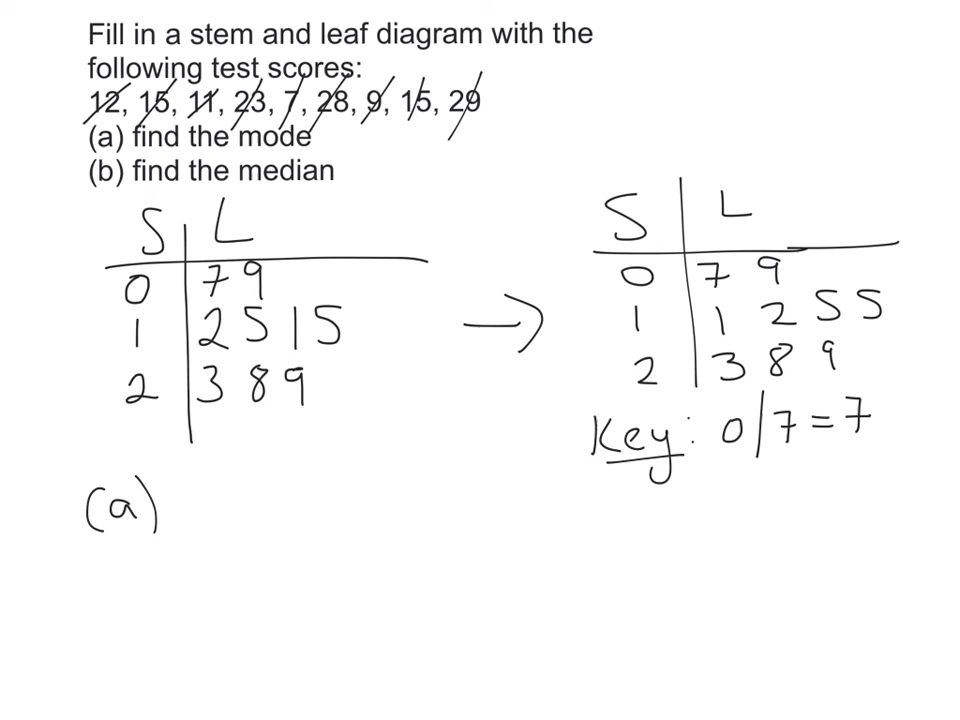 Fill in a stem and leaf diagram with the
following test scores:
12, 15, 11, 23, 7, 28, 9, 15, 29
(a) find the mode
(b) find the median
S L
0 7 9
1 2 5 1 5
2 3 8 9
→
S L
0 7 9
1 1 2 5 5
2 3 8 9
Key: 0|7 = 7
(a)